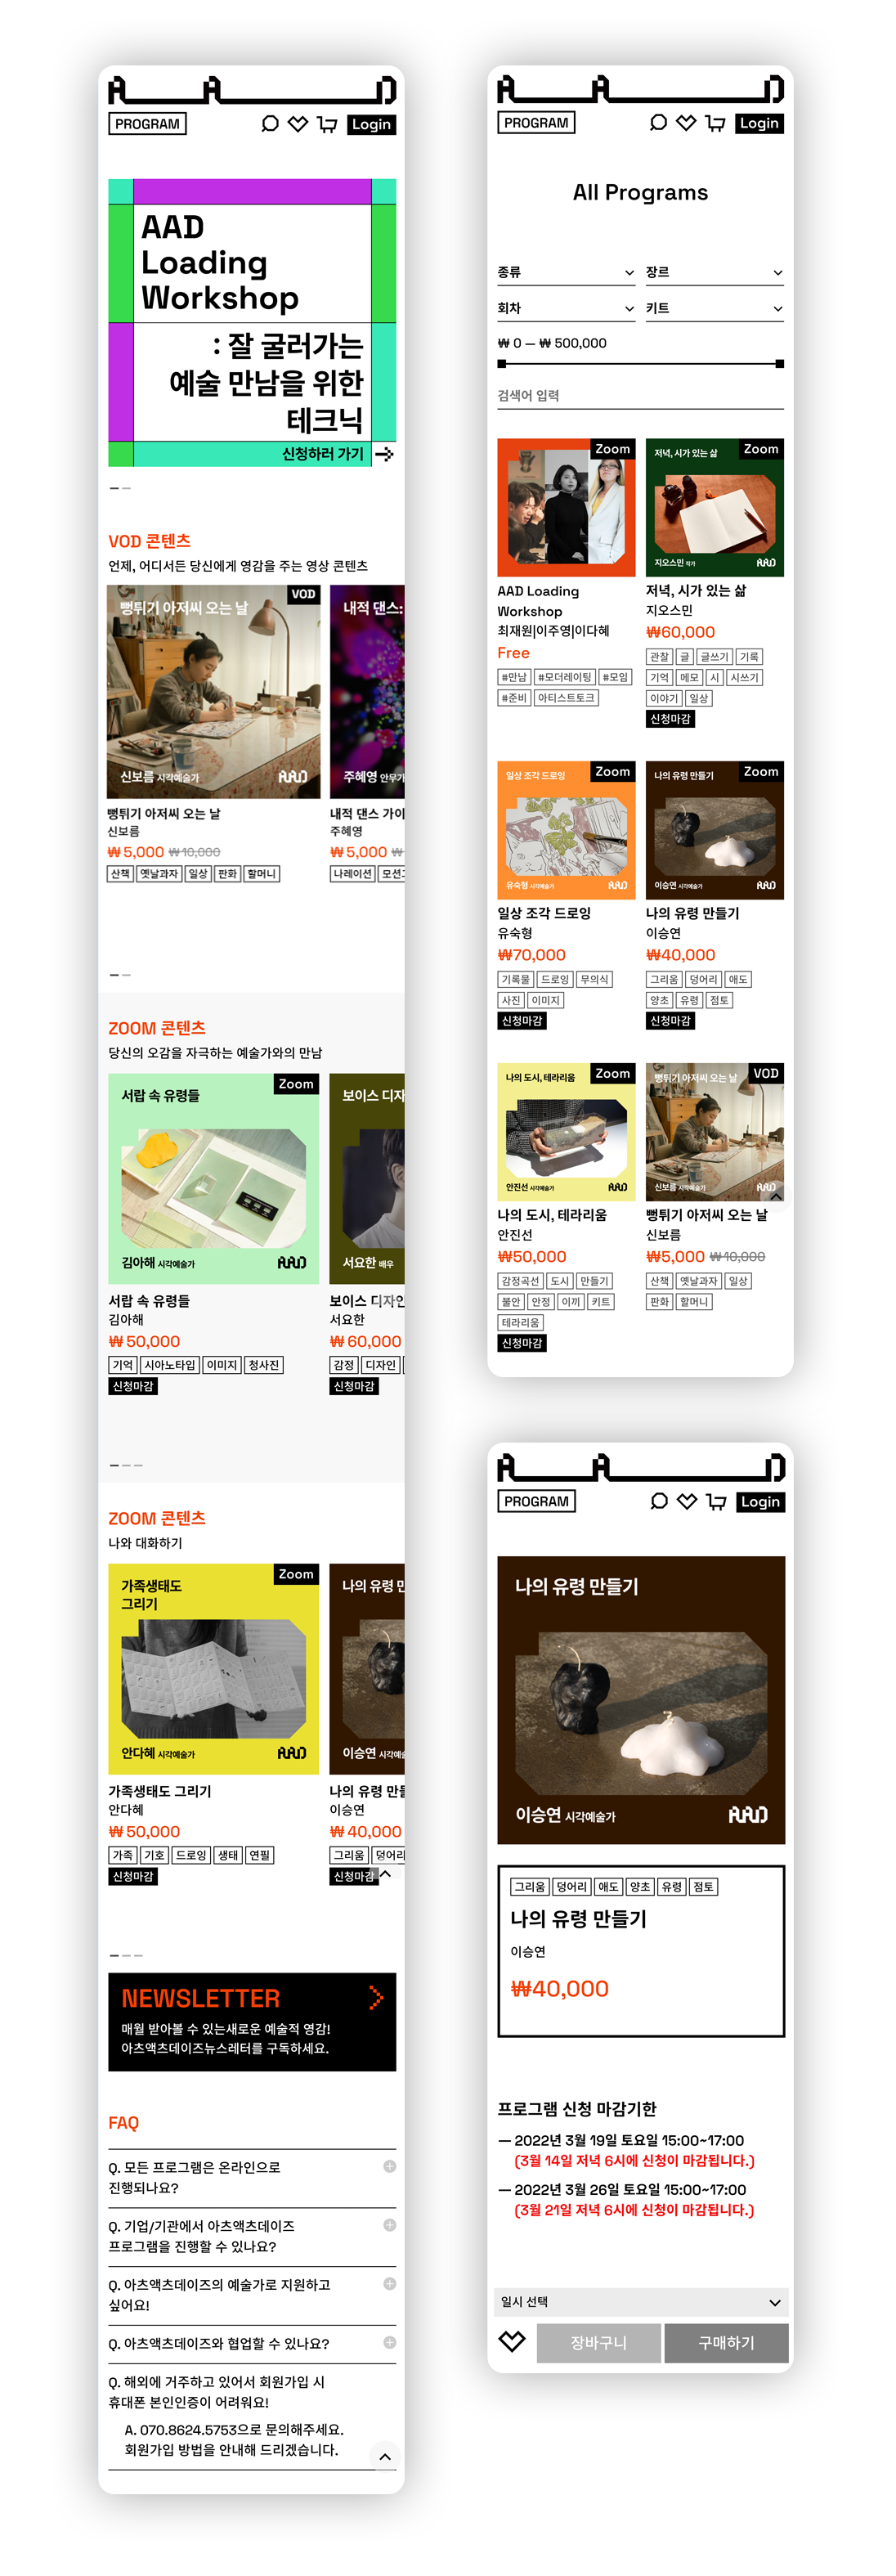 AAD
PROGRAM
Login
AAD
Loading
Workshop
: 잘 굴러가는
예술 만남을 위한
테크닉
신청하러 가기
VOD 콘텐츠
언제, 어디서든 당신에게 영감을 주는 영상 콘텐츠
뻥튀기 아저씨 오는 날
VOD
신보름 시각예술가
AAD
뻥튀기 아저씨 오는 날
신보름
₩ 5,000 ₩ 10,000
산책 옛날과자 일상 판화 할머니
내적 댄스:
주혜영 안무가
내적 댄스 가이
주혜영
₩ 5,000 ₩
나레이션 모션
ZOOM 콘텐츠
당신의 오감을 자극하는 예술가와의 만남
서랍 속 유령들
Zoom
김아해 시각예술가
AAD
서랍 속 유령들
김아해
₩ 50,000
기억 시아노타입 이미지 청사진
신청마감
보이스 디자
서요한 배우
보이스 디자인
서요한
₩ 60,000
감정 디자인
신청마감
ZOOM 콘텐츠
나와 대화하기
가족생태도
그리기
Zoom
안다혜 시각예술가
AAD
가족생태도 그리기
안다혜
₩ 50,000
가족 기호 드로잉 생태 연필
신청마감
나의 유령 만
이승연 시각예술
나의 유령 만들
이승연
₩ 40,000
그리움 덩어리
신청마감
NEWSLETTER
매월 받아볼 수 있는새로운 예술적 영감!
아츠액츠데이즈뉴스레터를 구독하세요.
FAQ
Q. 모든 프로그램은 온라인으로
진행되나요?
Q. 기업/기관에서 아츠액츠데이즈
프로그램을 진행할 수 있나요?
Q. 아츠액츠데이즈의 예술가로 지원하고
싶어요!
Q. 아츠액츠데이즈와 협업할 수 있나요?
Q. 해외에 거주하고 있어서 회원가입 시
휴대폰 본인인증이 어려워요!
A. 070.8624.5753으로 문의해주세요.
회원가입 방법을 안내해 드리겠습니다.
AAD
PROGRAM
Login
All Programs
종류
장르
회차
키트
₩ 0 — ₩ 500,000
검색어 입력
Zoom
AAD Loading
Workshop
최재원|이주영|이다혜
Free
#만남 #모더레이팅 #모임
#준비 아티스트토크
저녁, 시가 있는 삶
Zoom
지오스민 작가
AAD
저녁, 시가 있는 삶
지오스민
₩60,000
관찰 글 글쓰기 기록
기억 메모 시 시쓰기
이야기 일상
신청마감
일상 조각 드로잉
Zoom
유숙형 시각예술가
AAD
일상 조각 드로잉
유숙형
₩70,000
기록물 드로잉 무의식
사진 이미지
신청마감
나의 유령 만들기
Zoom
이승연 시각예술가
AAD
나의 유령 만들기
이승연
₩40,000
그리움 덩어리 애도
양초 유령 점토
신청마감
나의 도시, 테라리움
Zoom
안진선 시각예술가
AAD
나의 도시, 테라리움
안진선
₩50,000
감정곡선 도시 만들기
불안 안정 이끼 키트
테라리움
신청마감
뻥튀기 아저씨 오는 날
VOD
신보름 시각예술가
AAD
뻥튀기 아저씨 오는 날
신보름
₩5,000 ₩10,000
산책 옛날과자 일상
판화 할머니
AAD
PROGRAM
Login
나의 유령 만들기
이승연 시각예술가
AAD
그리움 덩어리 애도 양초 유령 점토
나의 유령 만들기
이승연
₩40,000
프로그램 신청 마감기한
— 2022년 3월 19일 토요일 15:00~17:00
(3월 14일 저녁 6시에 신청이 마감됩니다.)
— 2022년 3월 26일 토요일 15:00~17:00
(3월 21일 저녁 6시에 신청이 마감됩니다.)
일시 선택
장바구니
구매하기